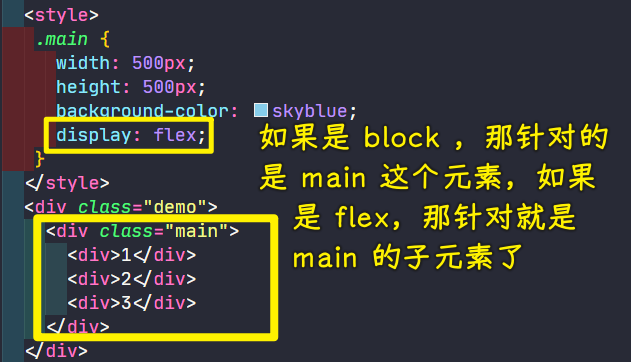 <style>
.main {
width: 500px;
height: 500px;
background-color: skyblue;
display: flex;
}
</style>
<div class="demo">
<div class="main">
<div>1</div>
<div>2</div>
<div>3</div>
</div>
</div>
如果是 block ，那针对的
是 main 这个元素，如果
是 flex，那针对就是
main 的子元素了